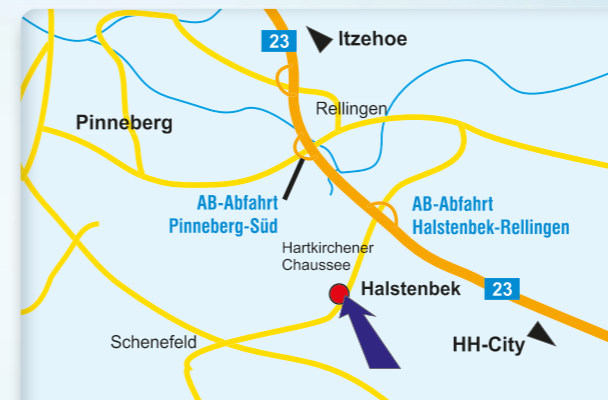 23
Itzehoe
Rellingen
Pinneberg
AB-Abfahrt
Pinneberg-Süd
AB-Abfahrt
Halstenbek-Rellingen
Hartkirchener
Chaussee
Halstenbek
23
Schenefeld
HH-City